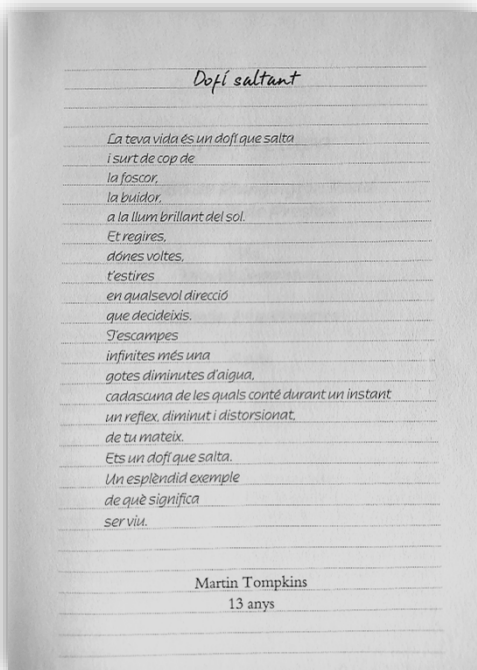 Dofí saltant
La teva vida és un dofí que salta
i surt de cop de
la foscor,
la buidor,
a la llum brillant del sol.
Et regires,
dónes voltes,
t'estires
en qualsevol direcció
que decideixis.
T'escampes
infinites més una
gotes diminutes d'aigua,
cadascuna de les quals conté durant un instant
un reflex, diminut i distorsionat,
de tu mateix.
Ets un dofí que salta.
Un esplèndid exemple
de què significa
ser viu.
Martin Tompkins
13 anys